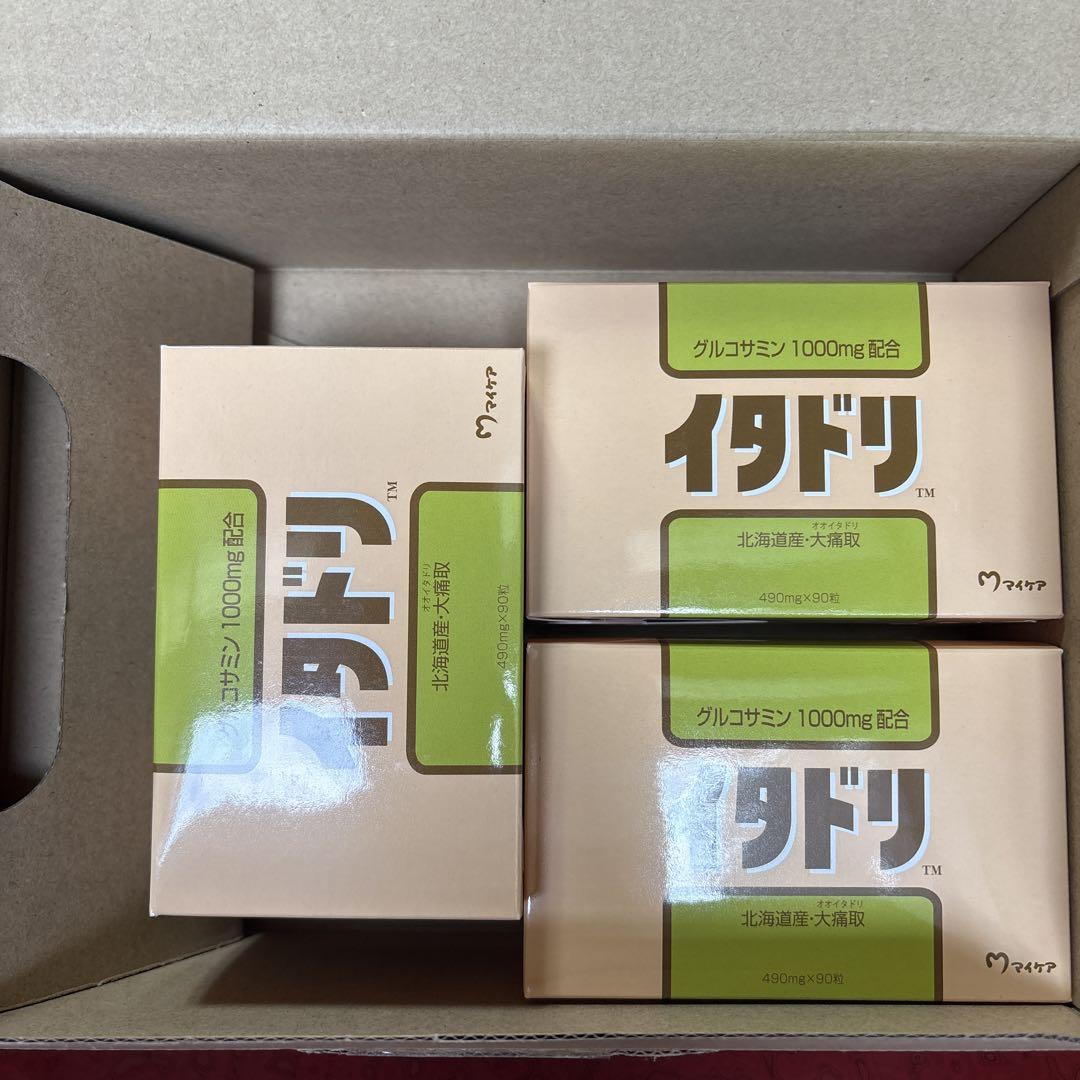 グルコサミン 1000mg 配合
イタドリ
TM
オオイタドリ
北海道産・大痛取
490mg×90粒
マイケア
グルコサミン 1000mg 配合
イタドリ
TM
オオイタドリ
北海道産・大痛取
490mg×90粒
マイケア
グルコサミン 1000mg 配合
イタドリ
TM
オオイタドリ
北海道産・大痛取
490mg×90粒
マイケア